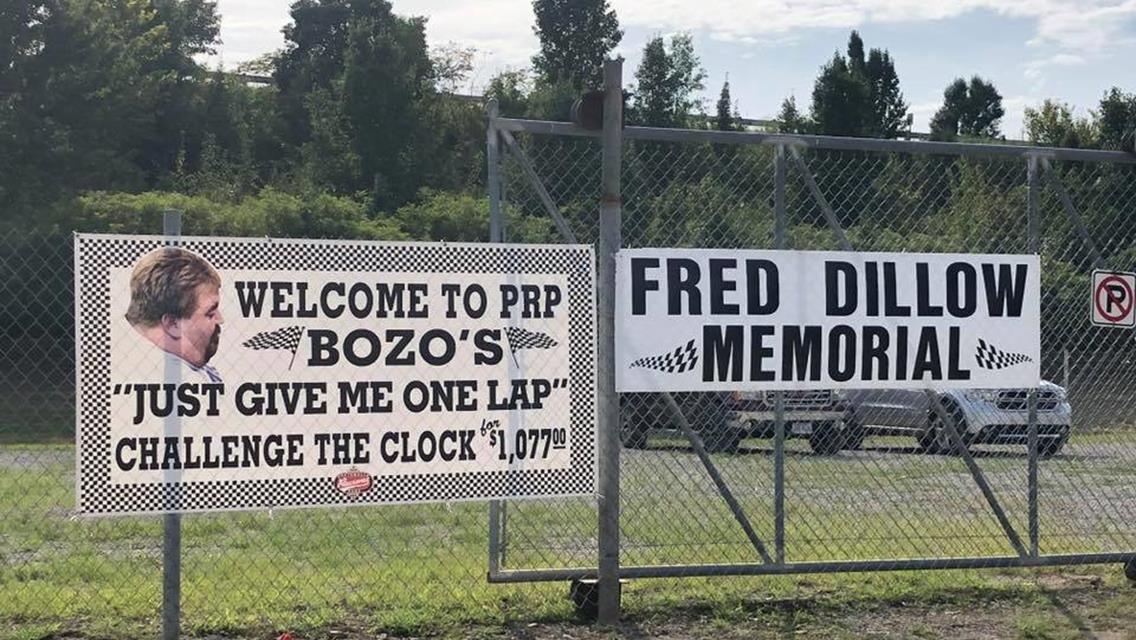 WELCOME TO PRP
BOZO'S
"JUST GIVE ME ONE LAP"
CHALLENGE THE CLOCK for $1,077.00
FRED DILLOW
MEMORIAL
P